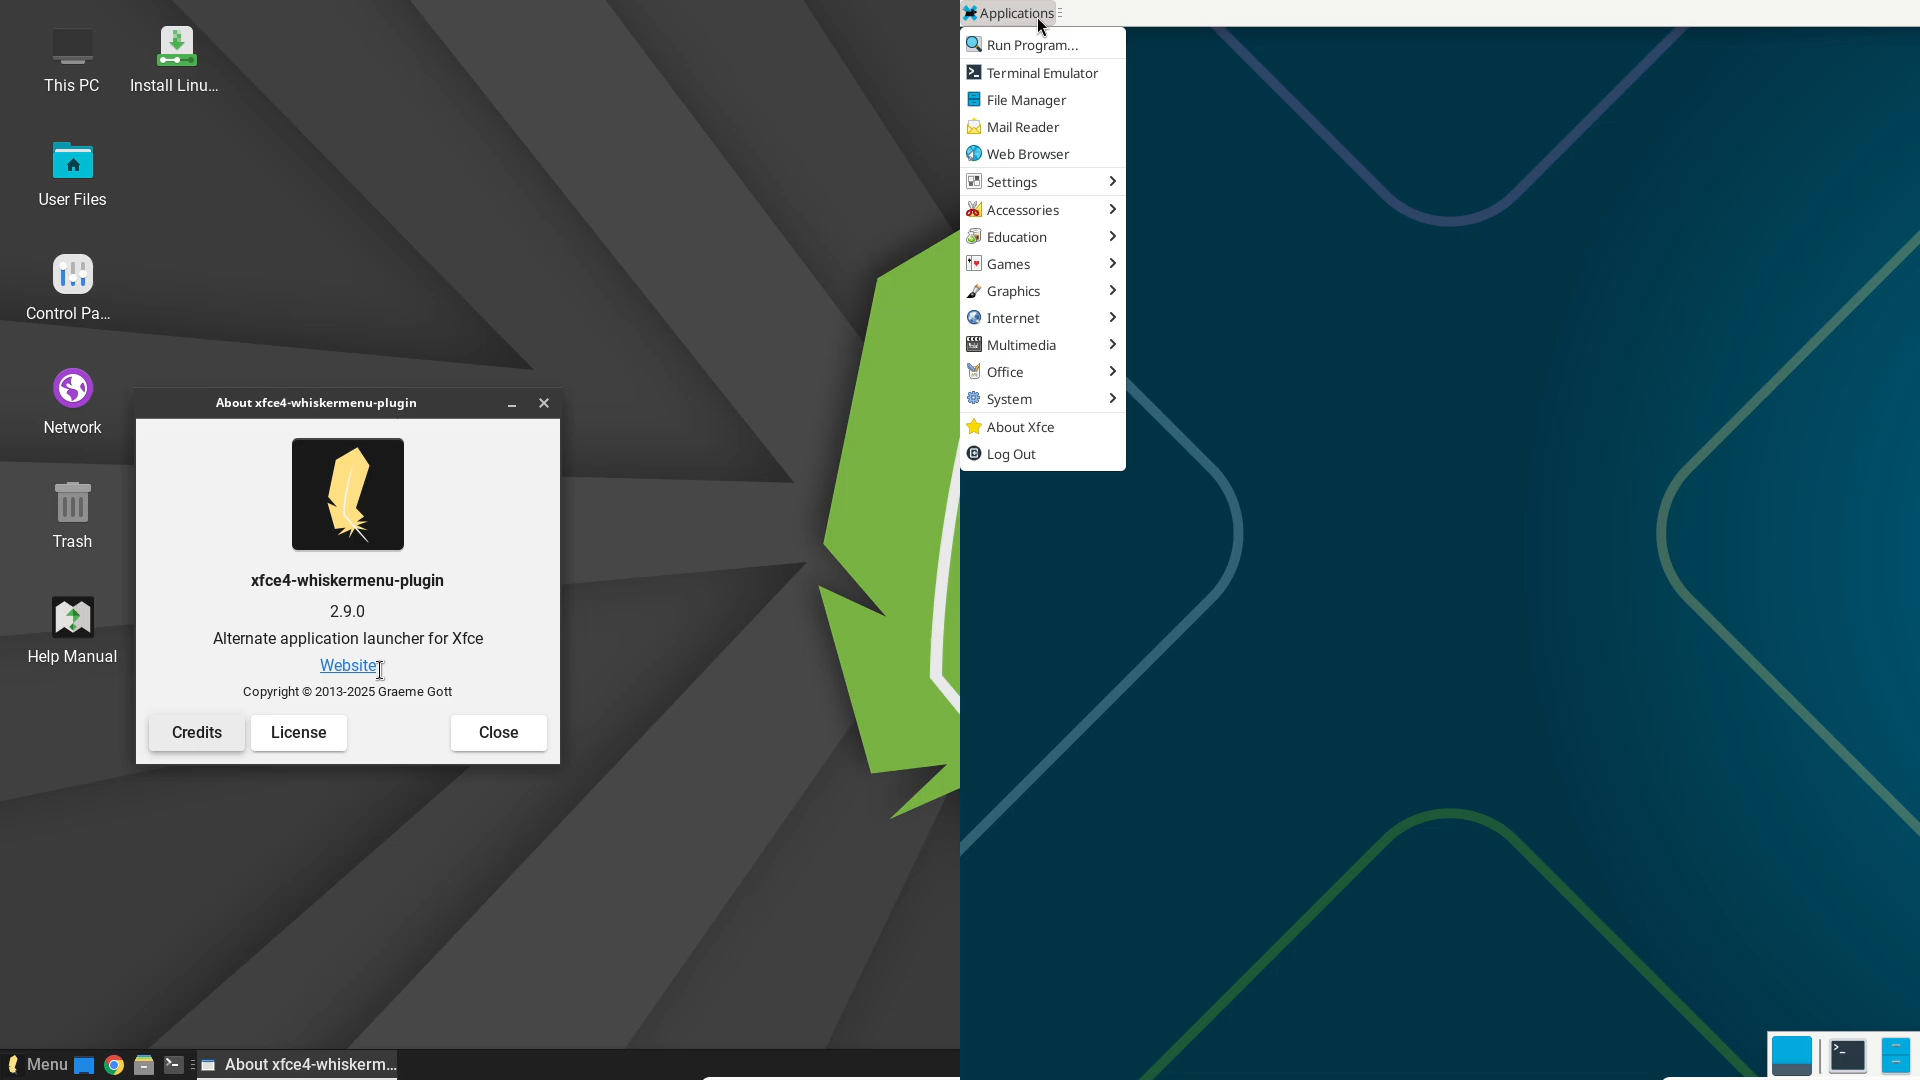 This PC
Install Linu...
User Files
Control Pa...
Network
Trash
Help Manual
About xfce4-whiskermenu-plugin
xfce4-whiskermenu-plugin
2.9.0
Alternate application launcher for Xfce
Website
Copyright © 2013-2025 Graeme Gott
Credits
License
Close
Menu
About xfce4-whiskerm...
Applications
Run Program...
Terminal Emulator
File Manager
Mail Reader
Web Browser
Settings
Accessories
Education
Games
Graphics
Internet
Multimedia
Office
System
About Xfce
Log Out